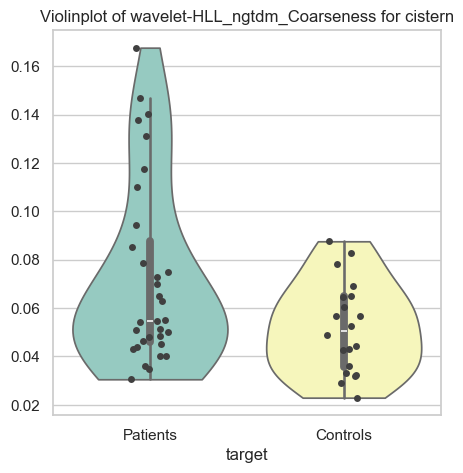 Violinplot of wavelet-HLL_ngtdm_Coarseness for cistern
0.16
0.14
0.12
0.10
0.08
0.06
0.04
0.02
Patients Controls
target